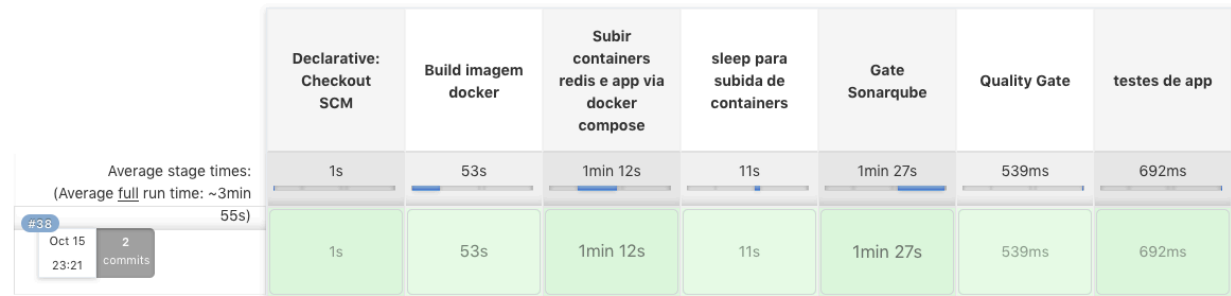 Declarative:
Checkout
SCM
Build imagem
docker
Subir
containers
redis e app via
docker
compose
sleep para
subida de
containers
Gate
Sonarqube
Quality Gate
testes de app
Average stage times:
(Average full run time: ~3min
55s)
1s
53s
1min 12s
11s
1min 27s
539ms
692ms
#38
Oct 15
23:21
2
commits
1s
53s
1min 12s
11s
1min 27s
539ms
692ms